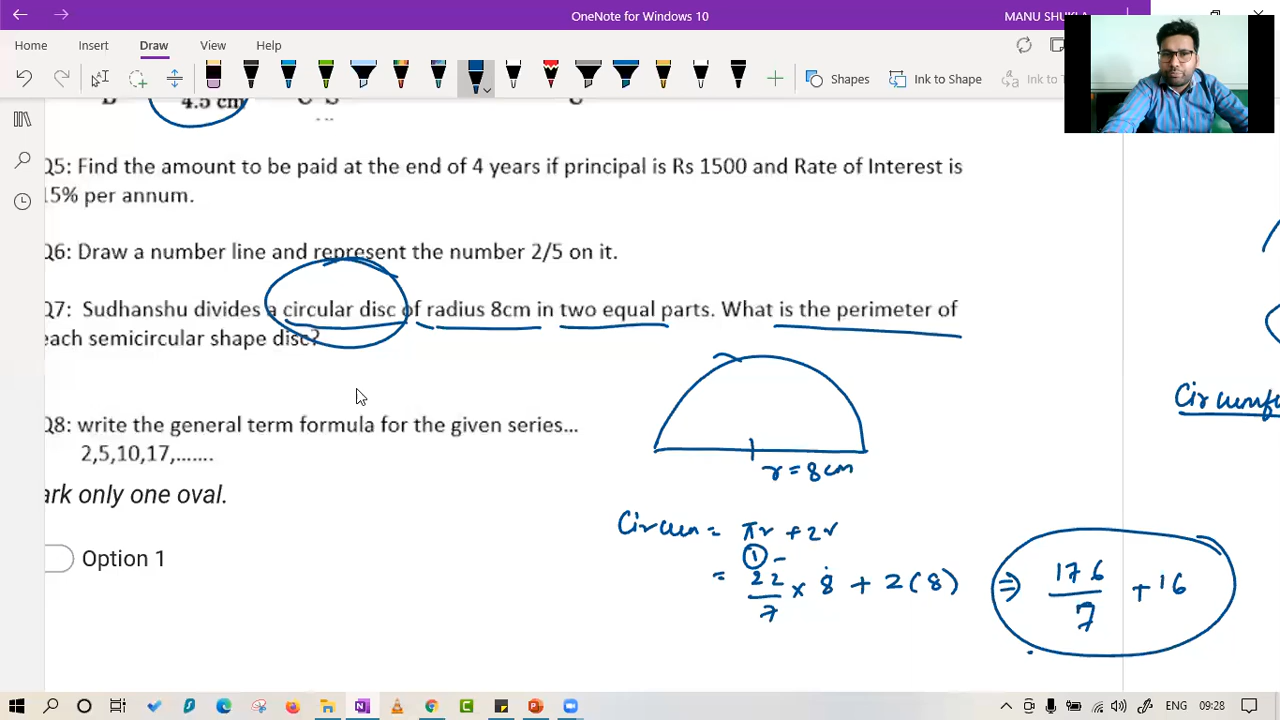 OneNote for Windows 10
MANU SHUKLA
Home Insert Draw View Help
Shapes Ink to Shape Ink to
4.5 cm
Q5: Find the amount to be paid at the end of 4 years if principal is Rs 1500 and Rate of Interest is
15% per annum.
Q6: Draw a number line and represent the number 2/5 on it.
Q7: Sudhanshu divides a circular disc of radius 8cm in two equal parts. What is the perimeter of
each semicircular shape disc?
r = 8cm
Q8: write the general term formula for the given series...
2,5,10,17,.......
ark only one oval.
Option 1
Circum = πr + 2r
①
= 22/7 × 8 + 2(8) ⇒ 176/7 + 16
Circumf
ENG 09:28